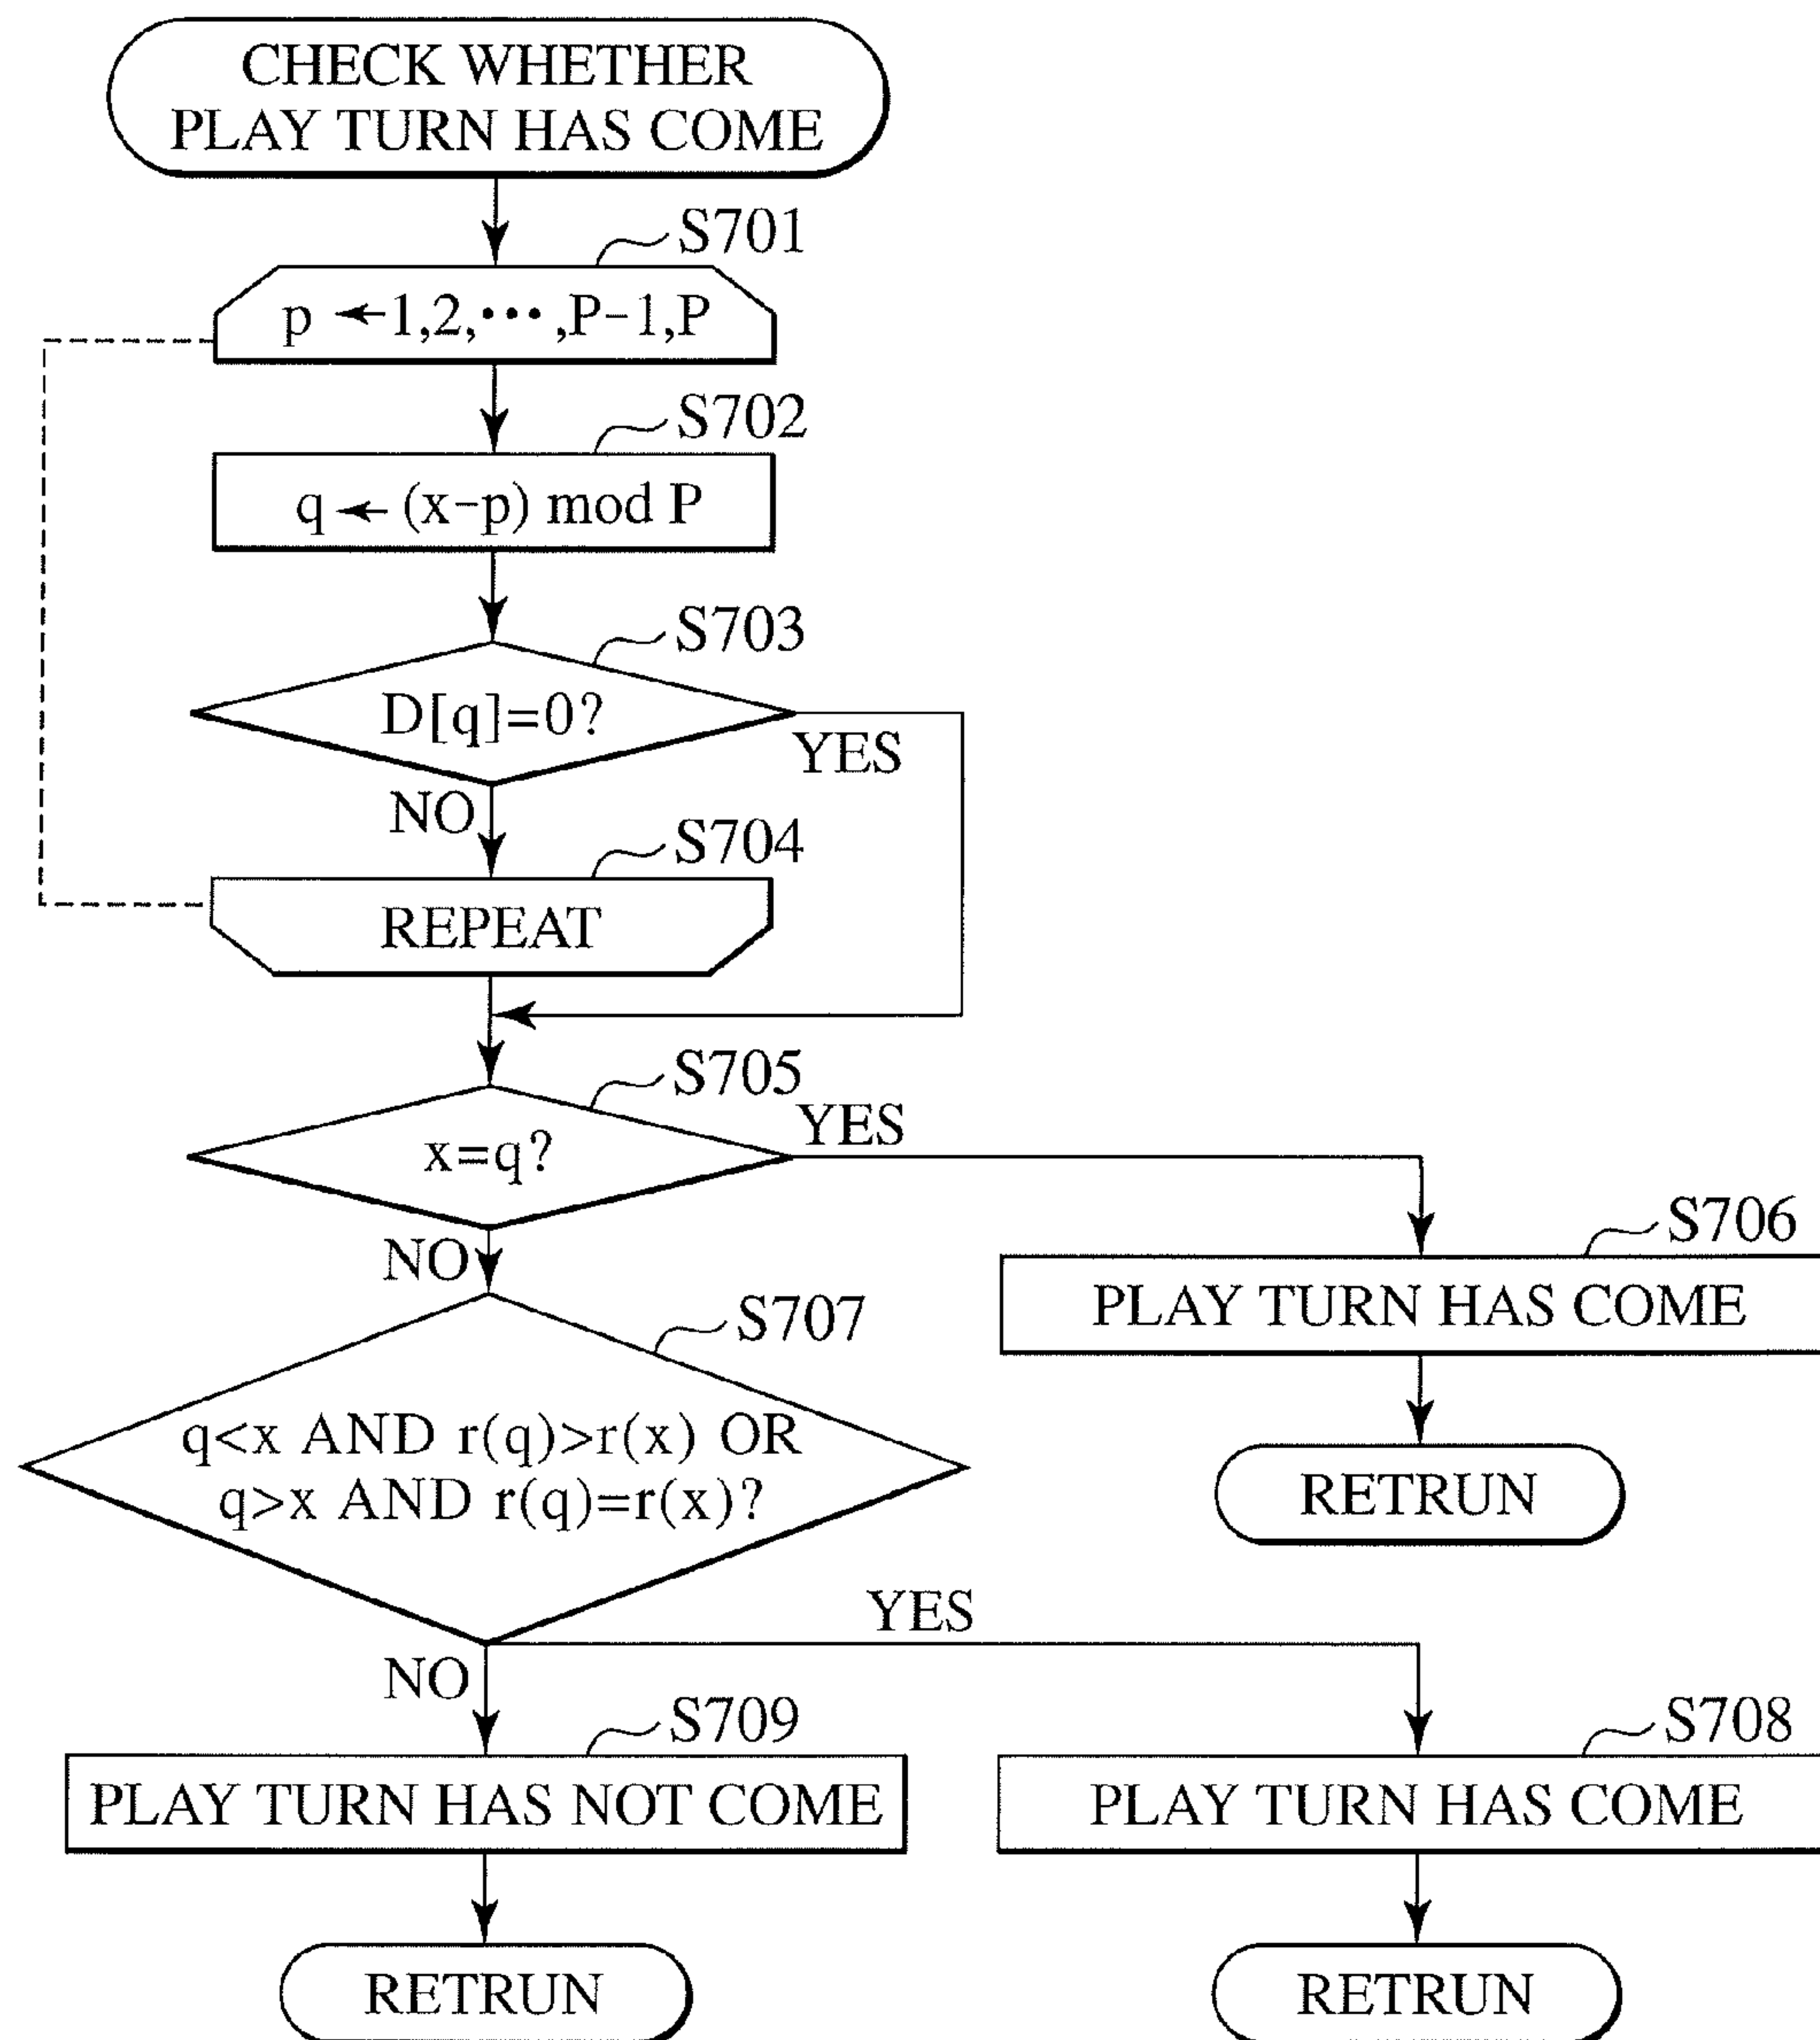 CHECK WHETHER
PLAY TURN HAS COME
S701
p ←1,2,･･･,P-1,P
S702
q ← (x-p) mod P
S703
D[q]=0?
YES
NO
S704
REPEAT
S705
x=q?
YES
NO
S706
PLAY TURN HAS COME
RETRUN
S707
q<x AND r(q)>r(x) OR
q>x AND r(q)=r(x)?
YES
NO
S709
PLAY TURN HAS NOT COME
RETRUN
S708
PLAY TURN HAS COME
RETRUN